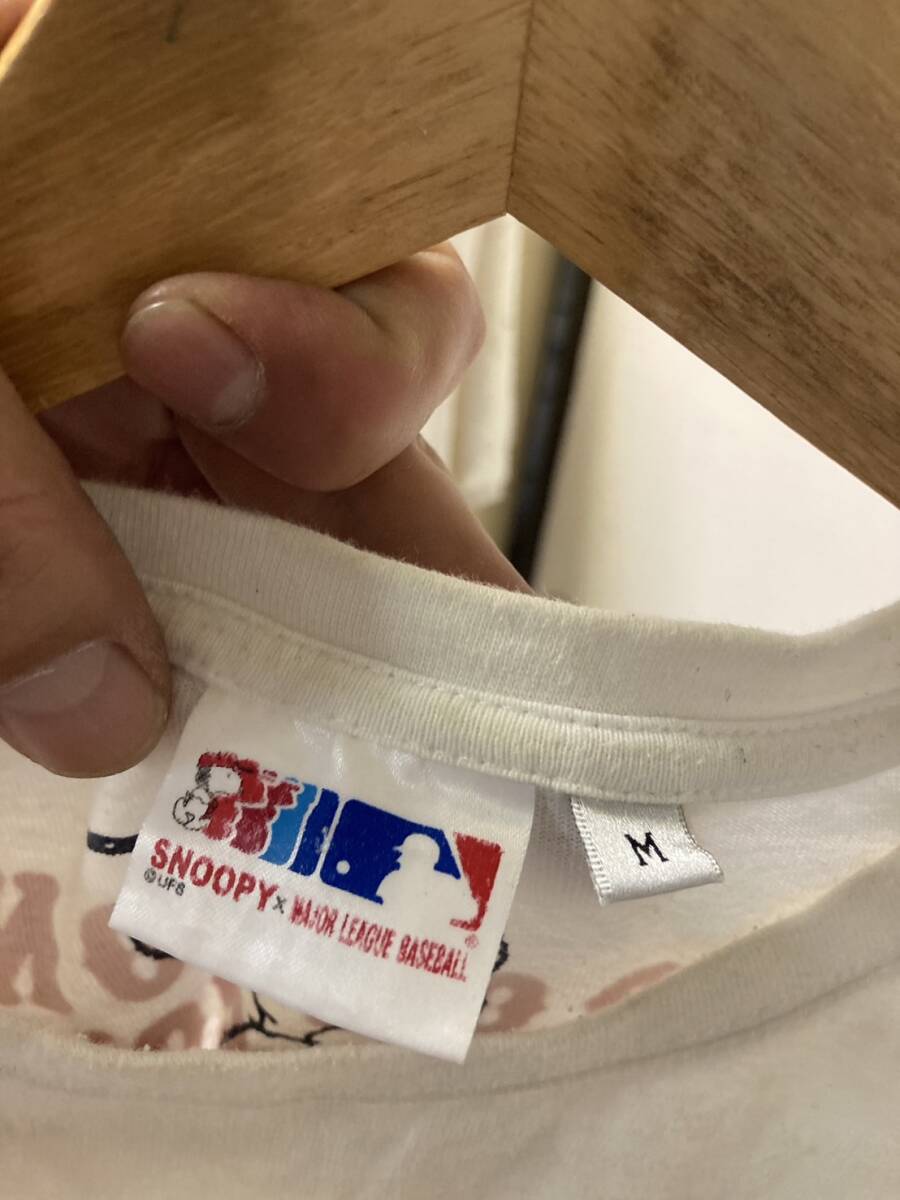 SNOOPY × MAJOR LEAGUE BASEBALL
©UFS
®
M